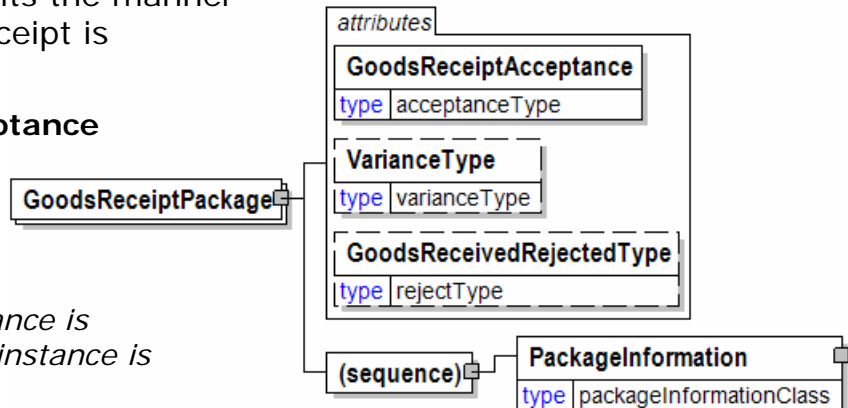 its the manner
ceipt is
ptance
ance is
instance is
GoodsReceiptPackage
attributes
GoodsReceiptAcceptance
type acceptanceType
VarianceType
type varianceType
GoodsReceivedRejectedType
type rejectType
(sequence)
PackageInformation
type packageInformationClass